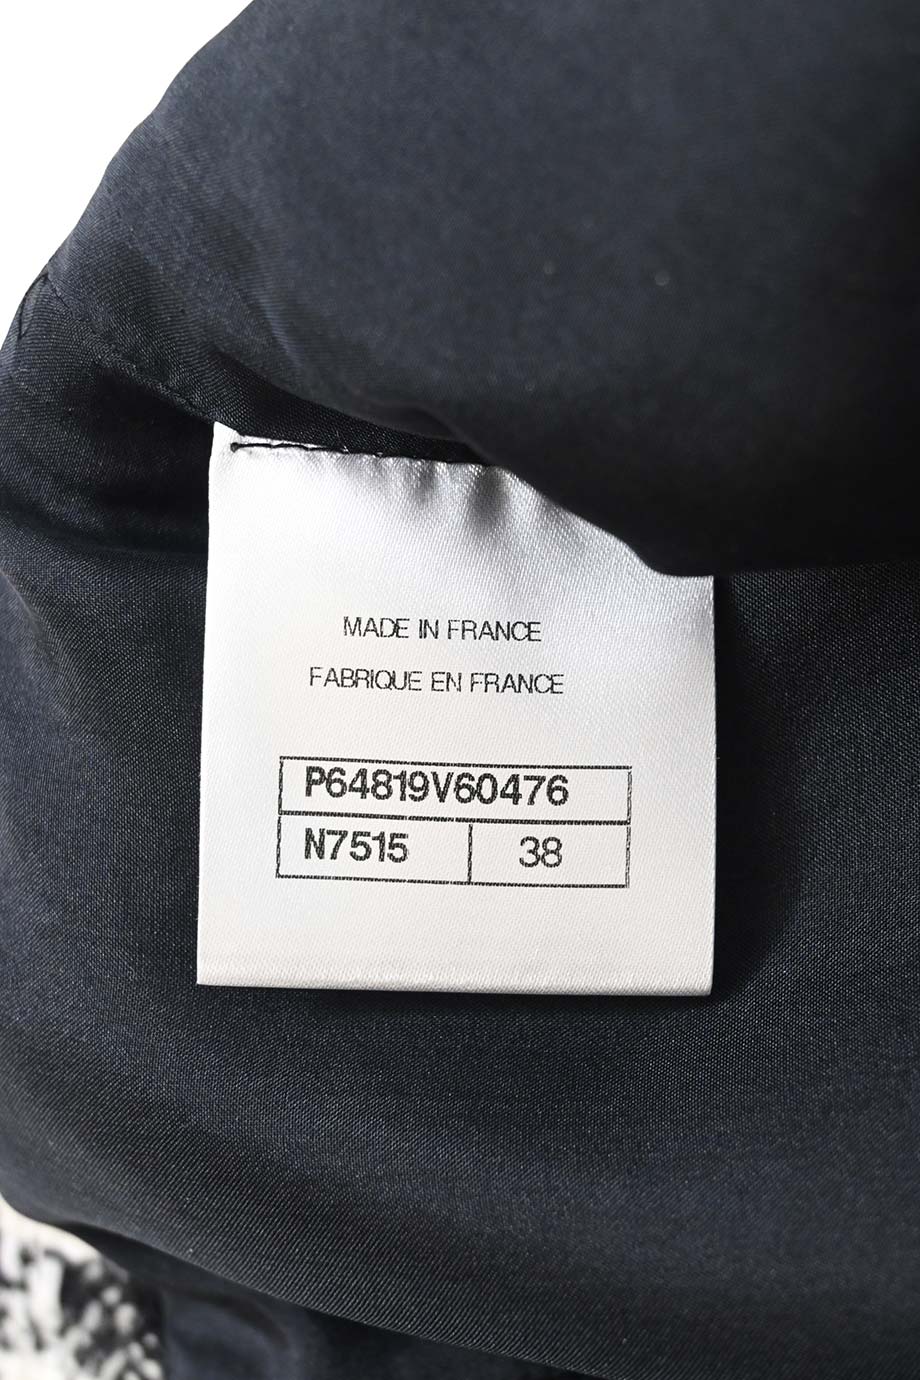 MADE IN FRANCE
FABRIQUE EN FRANCE
P64819V60476
N7515 38